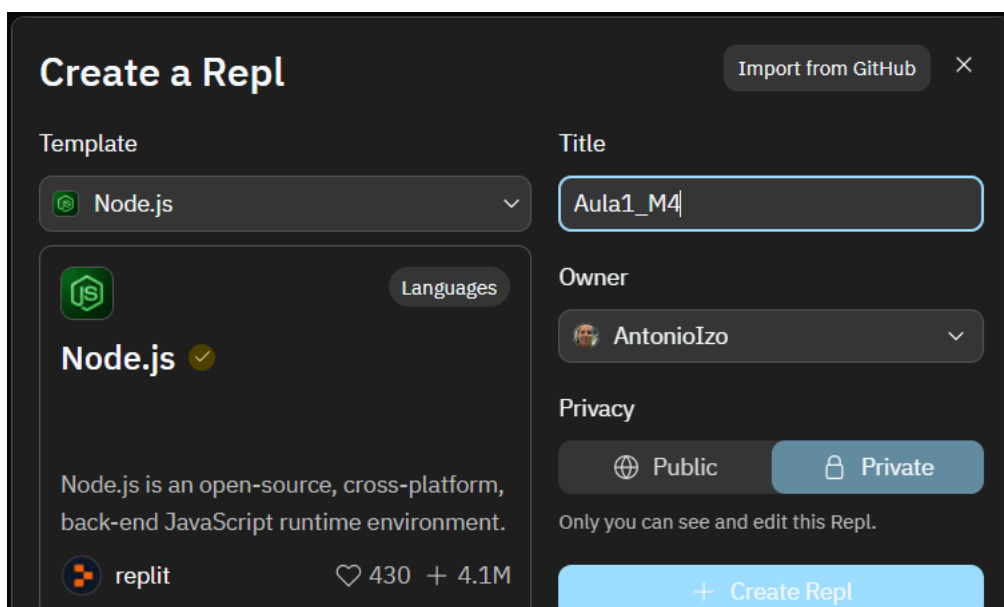 Create a Repl
Import from GitHub
Template
Node.js
JS
Languages
Node.js
Node.js is an open-source, cross-platform,
back-end JavaScript runtime environment.
replit
430 + 4.1M
Title
Aula1_M4
Owner
AntonioIzo
Privacy
Public
Private
Only you can see and edit this Repl.
+ Create Repl